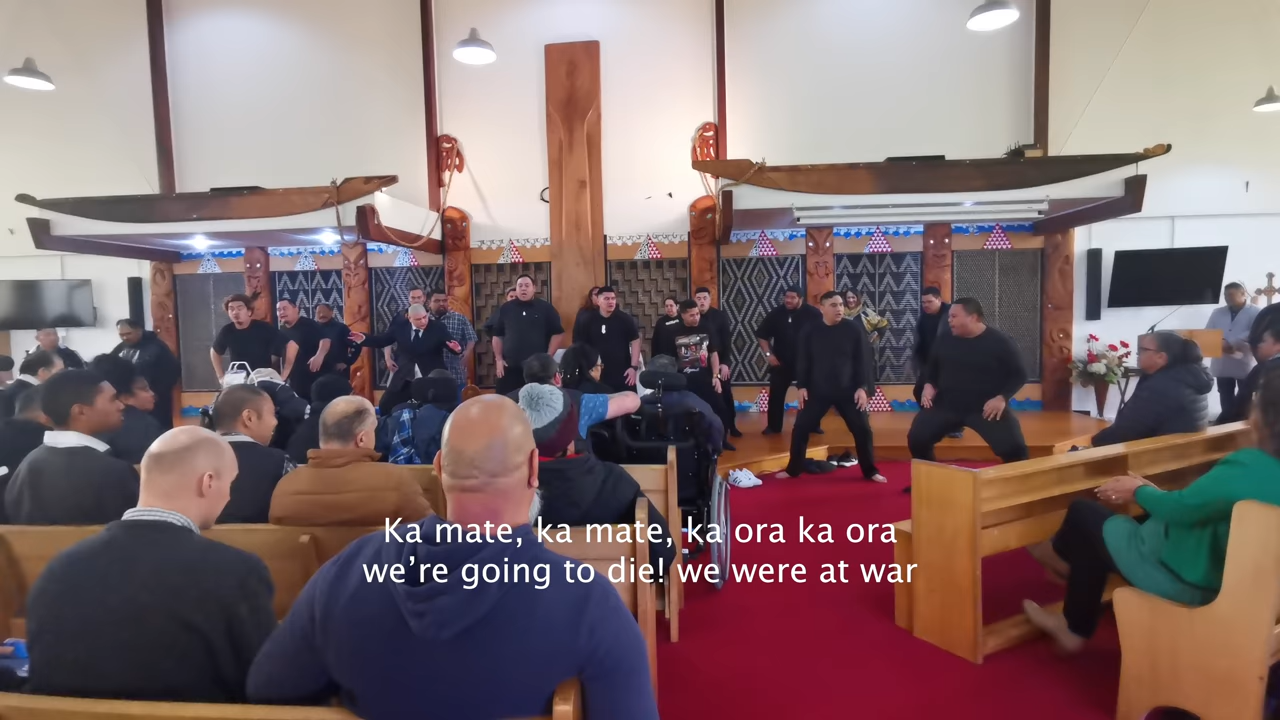 Ka mate, ka mate, ka ora ka ora
we're going to die! we were at war